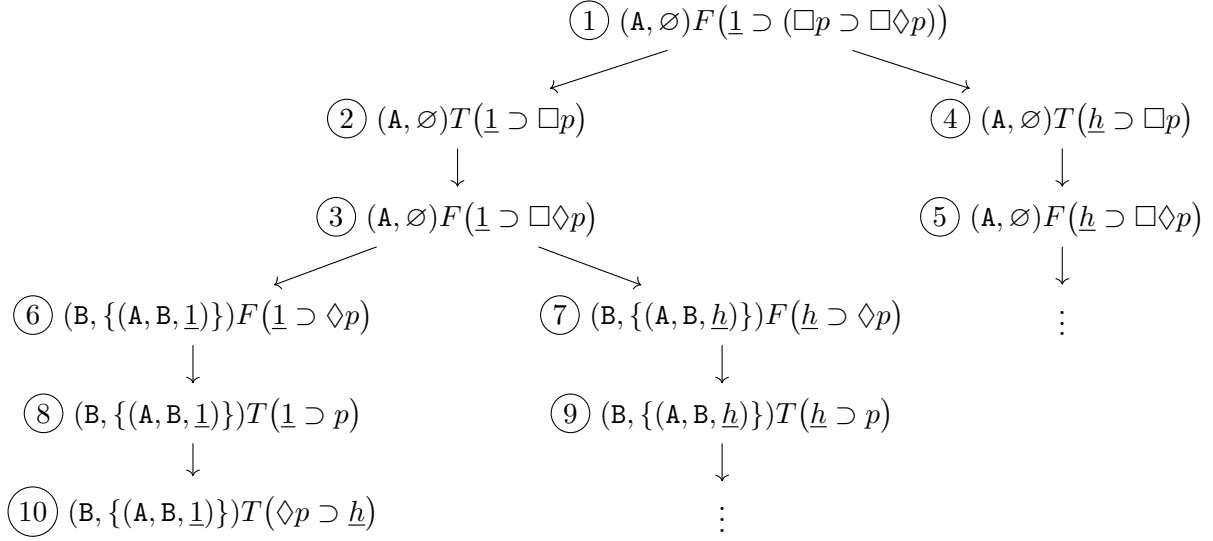 ① (A, ∅)F(1 ⊃ (□p ⊃ □◊p))
② (A, ∅)T(1 ⊃ □p)
④ (A, ∅)T(h ⊃ □p)
③ (A, ∅)F(1 ⊃ □◊p)
⑤ (A, ∅)F(h ⊃ □◊p)
⑥ (B, {(A, B, 1)})F(1 ⊃ ◊p)
⑦ (B, {(A, B, h)})F(h ⊃ ◊p)
⋮
⑧ (B, {(A, B, 1)})T(1 ⊃ p)
⑨ (B, {(A, B, h)})T(h ⊃ p)
⑩ (B, {(A, B, 1)})T(◊p ⊃ h)
⋮